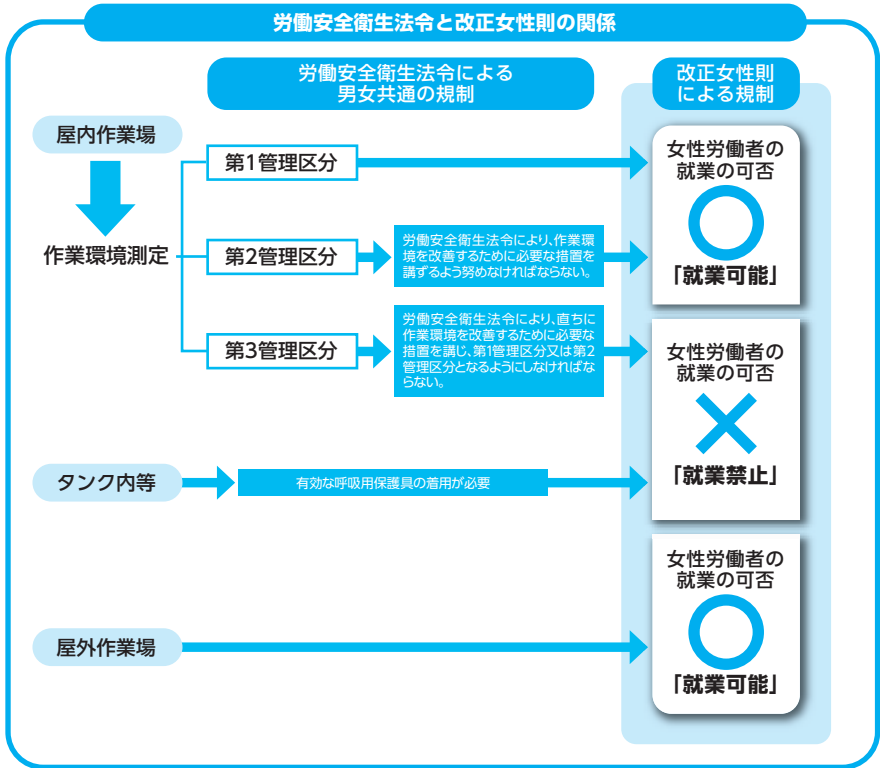 労働安全衛生法令と改正女性則の関係
労働安全衛生法令による
男女共通の規制
改正女性則
による規制
屋内作業場
作業環境測定
第1管理区分
女性労働者の
就業の可否
「就業可能」
第2管理区分
労働安全衛生法令により、作業環
境を改善するために必要な措置を
講ずるよう努めなければならない。
第3管理区分
労働安全衛生法令により、直ちに
作業環境を改善するために必要な
措置を講じ、第1管理区分又は第2
管理区分となるようにしなければな
らない。
女性労働者の
就業の可否
「就業禁止」
タンク内等
有効な呼吸用保護具の着用が必要
屋外作業場
女性労働者の
就業の可否
「就業可能」